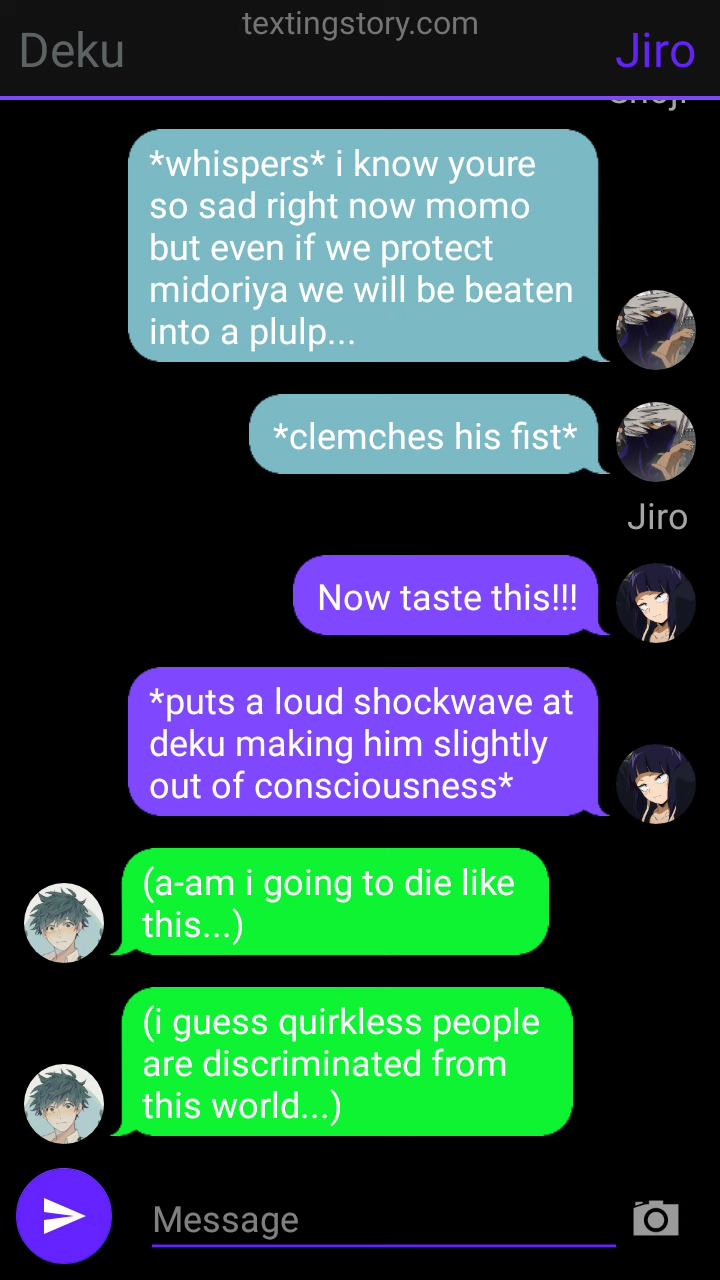 textingstory.com
Deku
Jiro
Shoji
*whispers* i know youre
so sad right now momo
but even if we protect
midoriya we will be beaten
into a plulp...
*clemches his fist*
Jiro
Now taste this!!!
*puts a loud shockwave at
deku making him slightly
out of consciousness*
(a-am i going to die like
this...)
(i guess quirkless people
are discriminated from
this world...)
Message